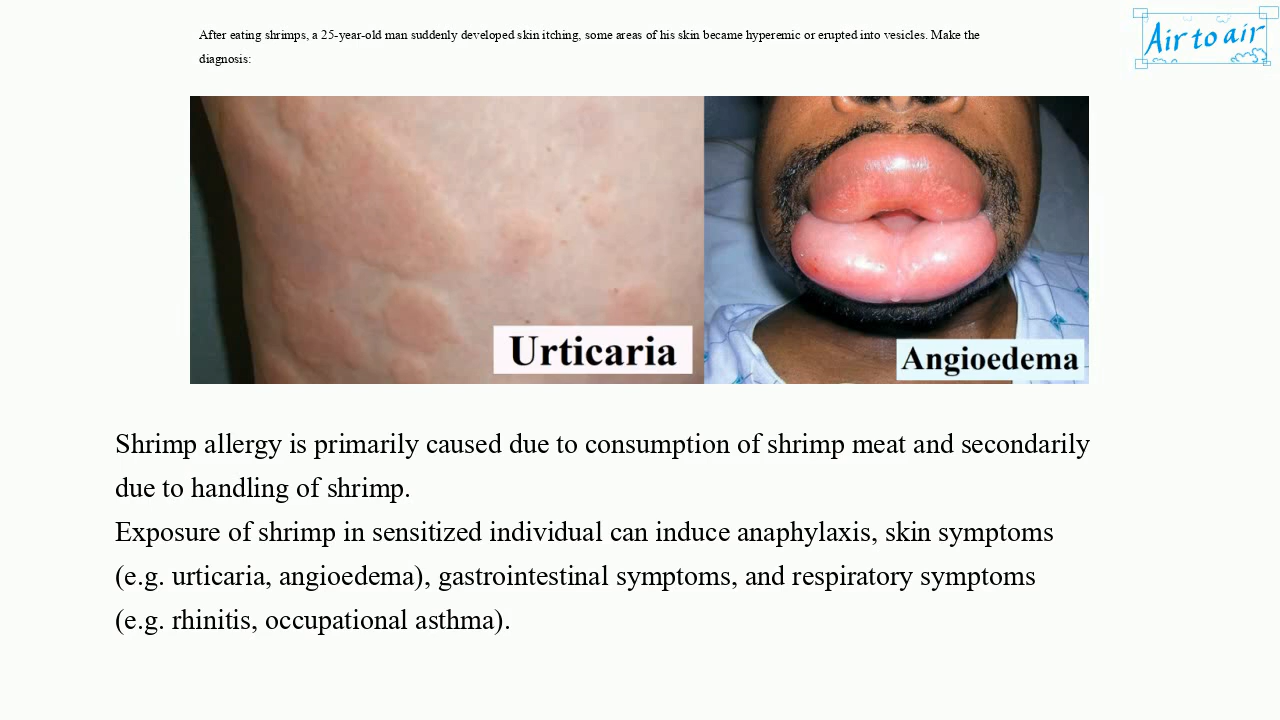 After eating shrimps, a 25-year-old man suddenly developed skin itching, some areas of his skin became hyperemic or erupted into vesicles. Make the
diagnosis:
Air to air
Urticaria
Angioedema
Shrimp allergy is primarily caused due to consumption of shrimp meat and secondarily
due to handling of shrimp.
Exposure of shrimp in sensitized individual can induce anaphylaxis, skin symptoms
(e.g. urticaria, angioedema), gastrointestinal symptoms, and respiratory symptoms
(e.g. rhinitis, occupational asthma).